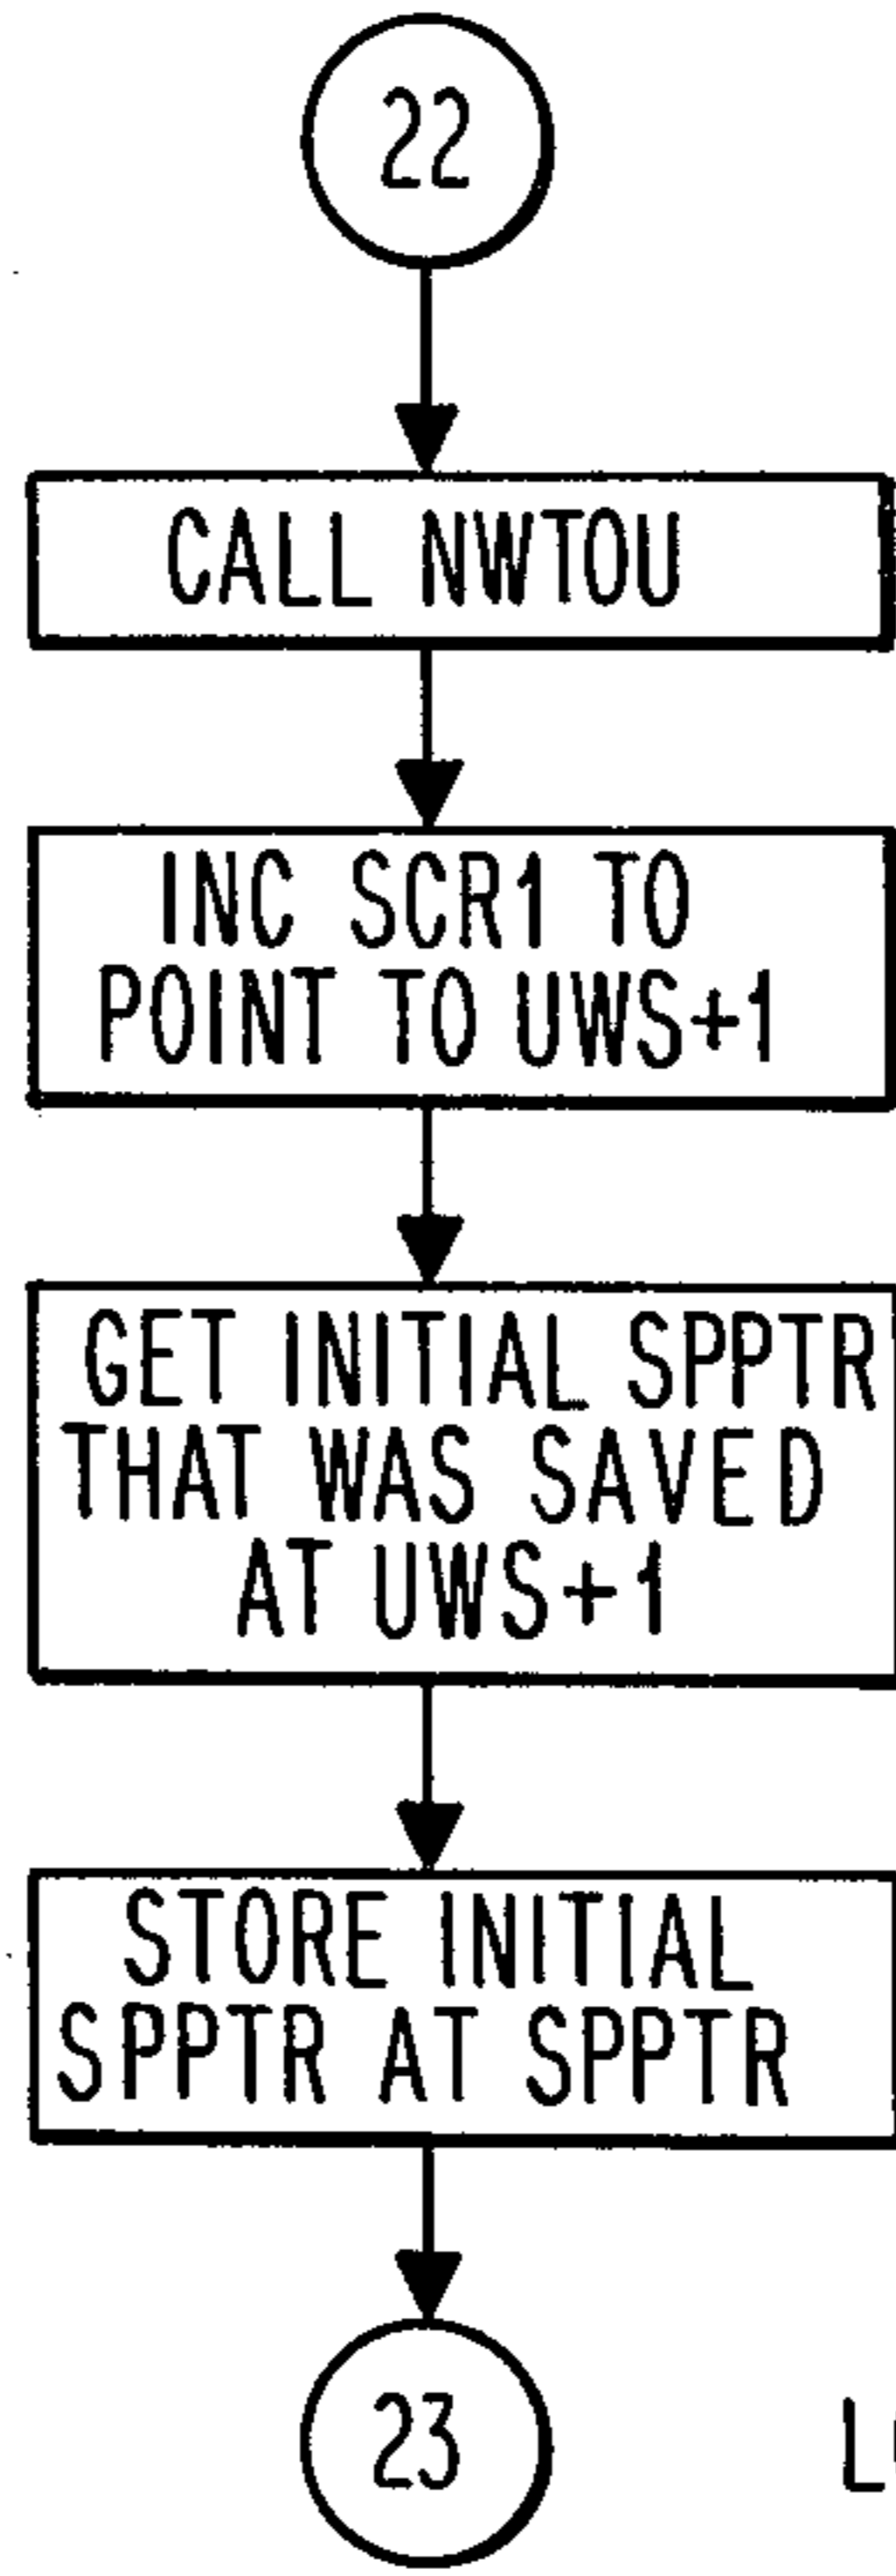 22
CALL NWTOU
INC SCR1 TO
POINT TO UWS+1
GET INITIAL SPPTR
THAT WAS SAVED
AT UWS+1
STORE INITIAL
SPPTR AT SPPTR
23